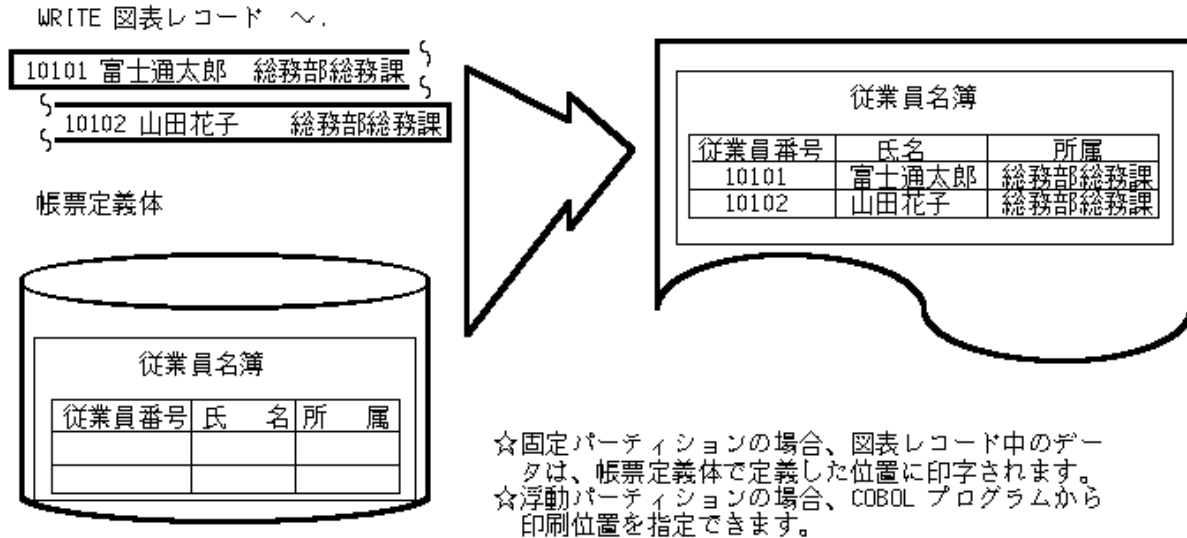 WRITE 図表レコード ～.
10101 富士通太郎 総務部総務課
10102 山田花子 総務部総務課
帳票定義体
従業員名簿
従業員番号 氏 名 所 属
従業員名簿
従業員番号 氏名 所属
10101 富士通太郎 総務部総務課
10102 山田花子 総務部総務課
☆固定パーティションの場合、図表レコード中のデー
タは、帳票定義体で定義した位置に印字されます。
☆浮動パーティションの場合、COBOL プログラムから
印刷位置を指定できます。